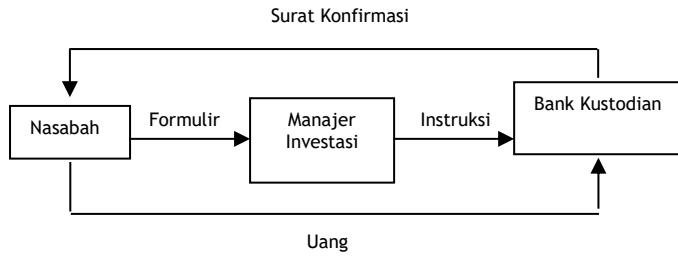 Surat Konfirmasi
Nasabah
Formulir
Manajer
Investasi
Instruksi
Bank Kustodian
Uang